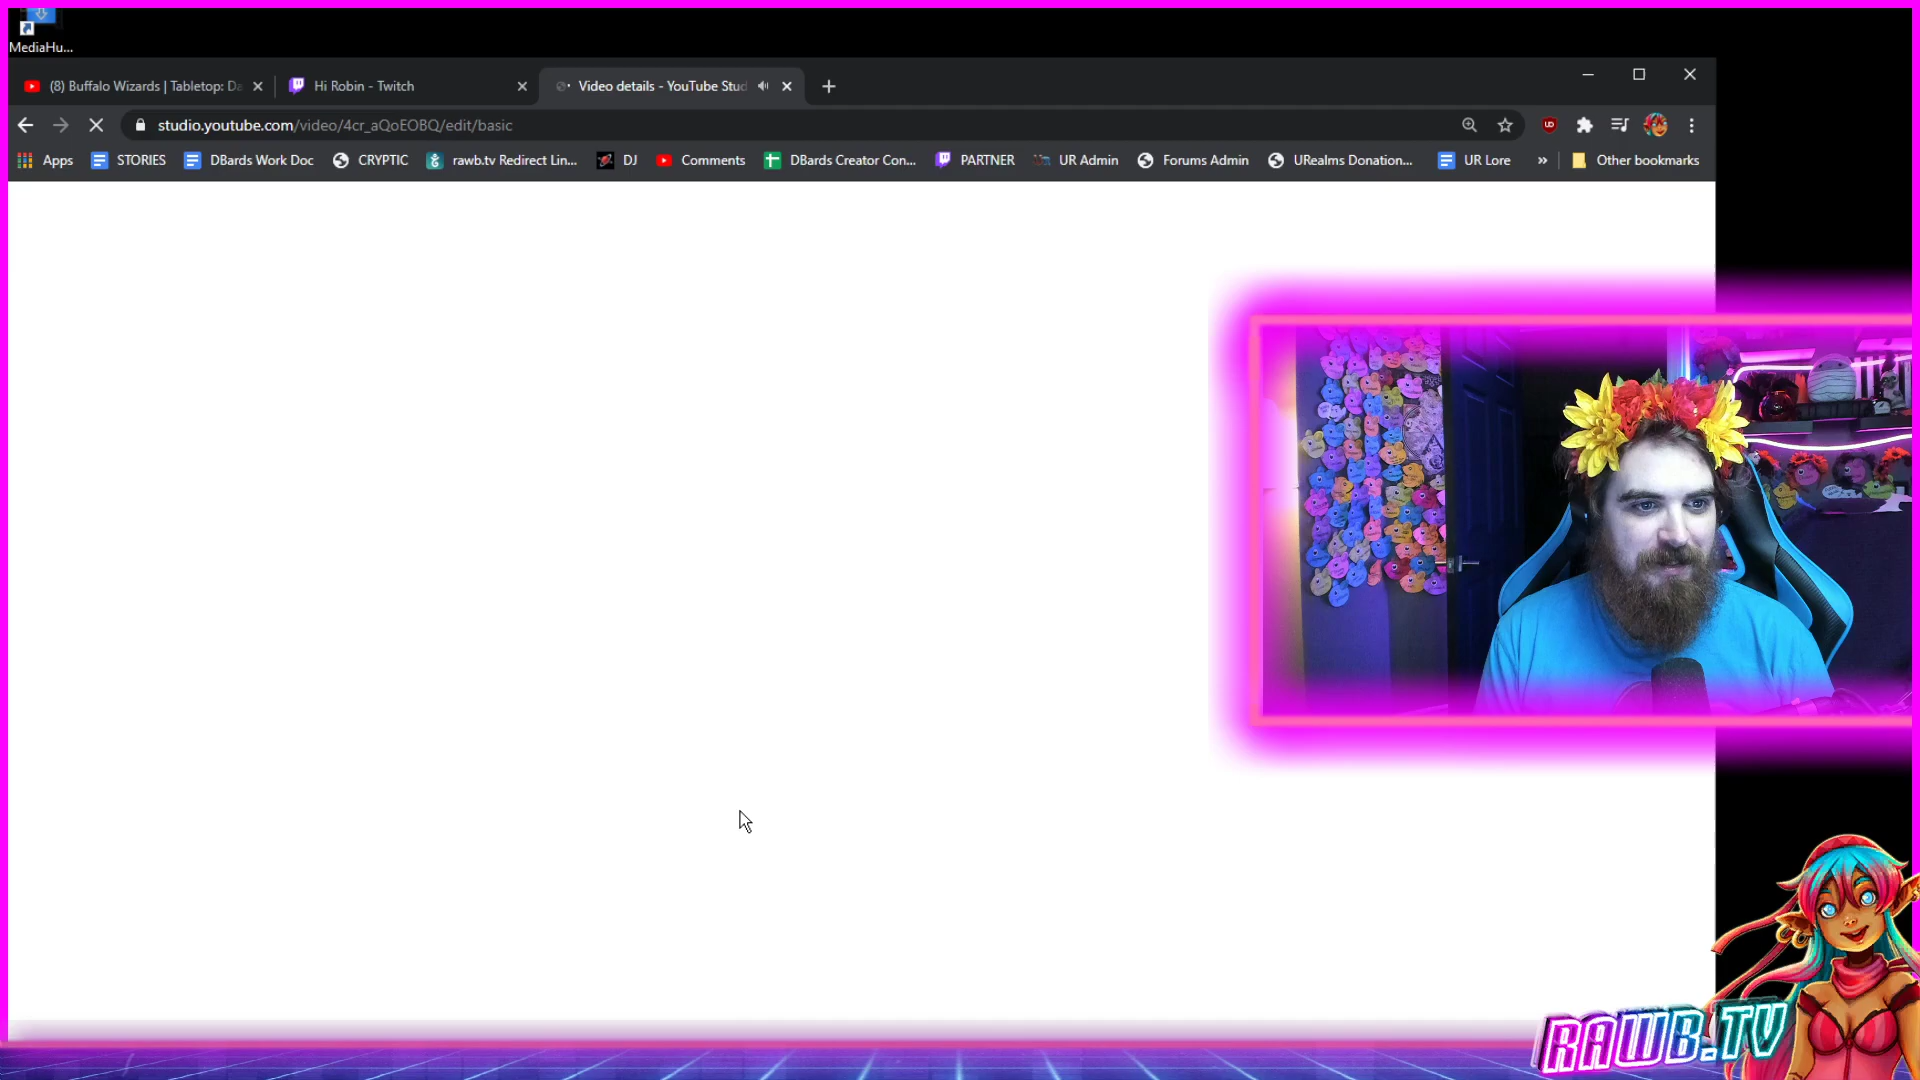 MediaHu...
(8) Buffalo Wizards | Tabletop: Da
Hi Robin - Twitch
Video details - YouTube Stud
studio.youtube.com/video/4cr_aQoEOBQ/edit/basic
Apps
STORIES
DBards Work Doc
CRYPTIC
rawb.tv Redirect Lin...
DJ
Comments
DBards Creator Con...
PARTNER
UR Admin
Forums Admin
URealms Donation...
UR Lore
»
Other bookmarks
RAWB.TV